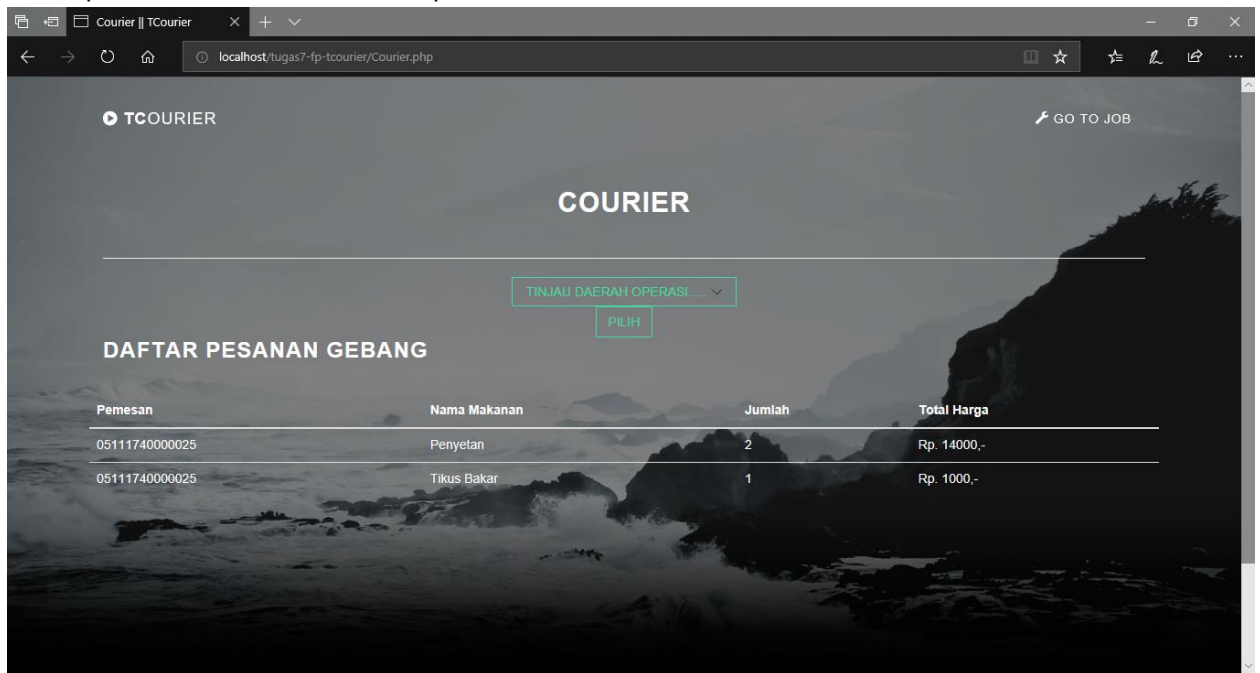 Courier || TCourier
localhost/tugas7-fp-tcourier/Courier.php
TCOURIER GO TO JOB
COURIER
TINJAU DAERAH OPERASI.....
PILIH
DAFTAR PESANAN GEBANG
Pemesan Nama Makanan Jumlah Total Harga
05111740000025 Penyetan 2 Rp. 14000,-
05111740000025 Tikus Bakar 1 Rp. 1000,-